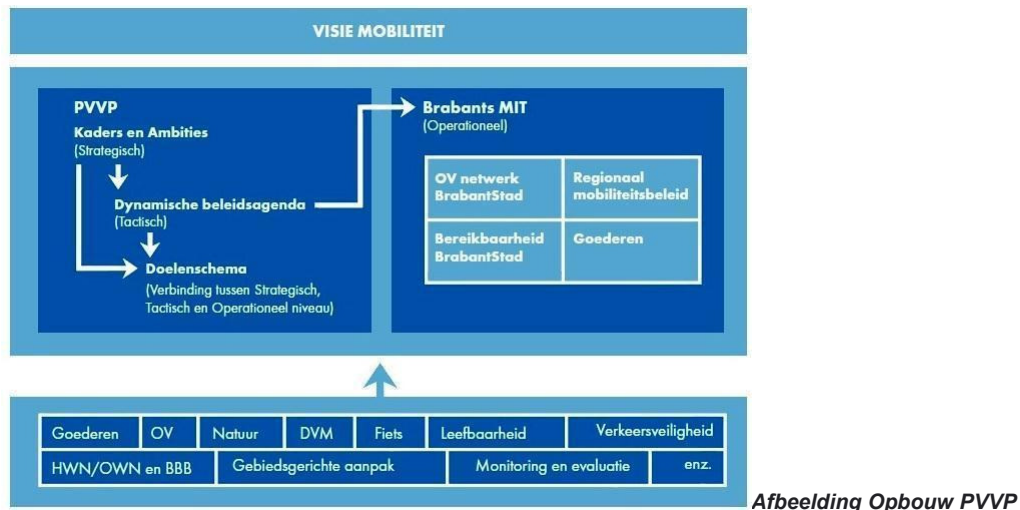 VISIE MOBILITEIT
PVVP
Kaders en Ambities
(Strategisch)
Dynamische beleidsagenda
(Tactisch)
Doelenschema
(Verbinding tussen Strategisch,
Tactisch en Operationeel niveau)
Brabants MIT
(Operationeel)
OV netwerk
BrabantStad
Regionaal
mobiliteitsbeleid
Bereikbaarheid
BrabantStad
Goederen
Goederen
OV
Natuur
DVM
Fiets
Leefbaarheid
Verkeersveiligheid
HWN/OWN en BBB
Gebiedsgerichte aanpak
Monitoring en evaluatie
enz.
Afbeelding Opbouw PVVP